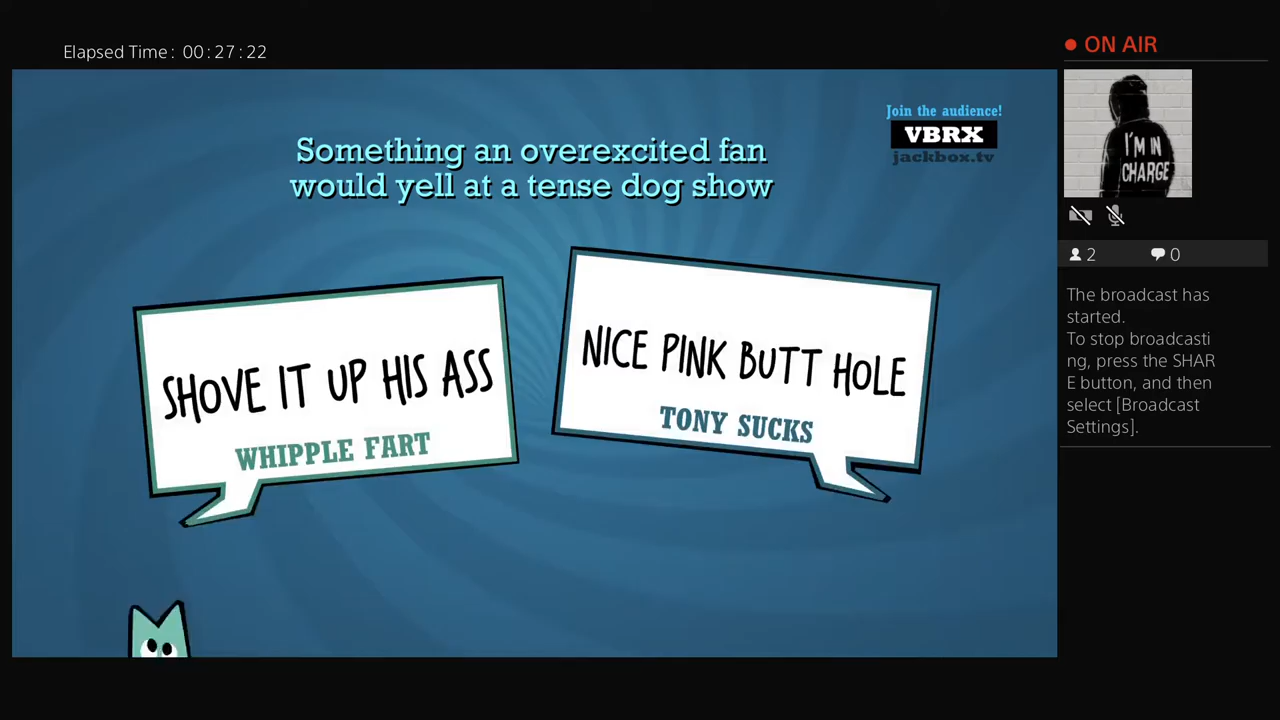 Elapsed Time: 00:27:22
ON AIR
Join the audience!
VBRX
jackbox.tv
Something an overexcited fan
would yell at a tense dog show
I'M IN
CHARGE
SHOVE IT UP HIS ASS
WHIPPLE FART
NICE PINK BUTT HOLE
TONY SUCKS
2
0
The broadcast has
started.
To stop broadcasti
ng, press the SHAR
E button, and then
select [Broadcast
Settings].